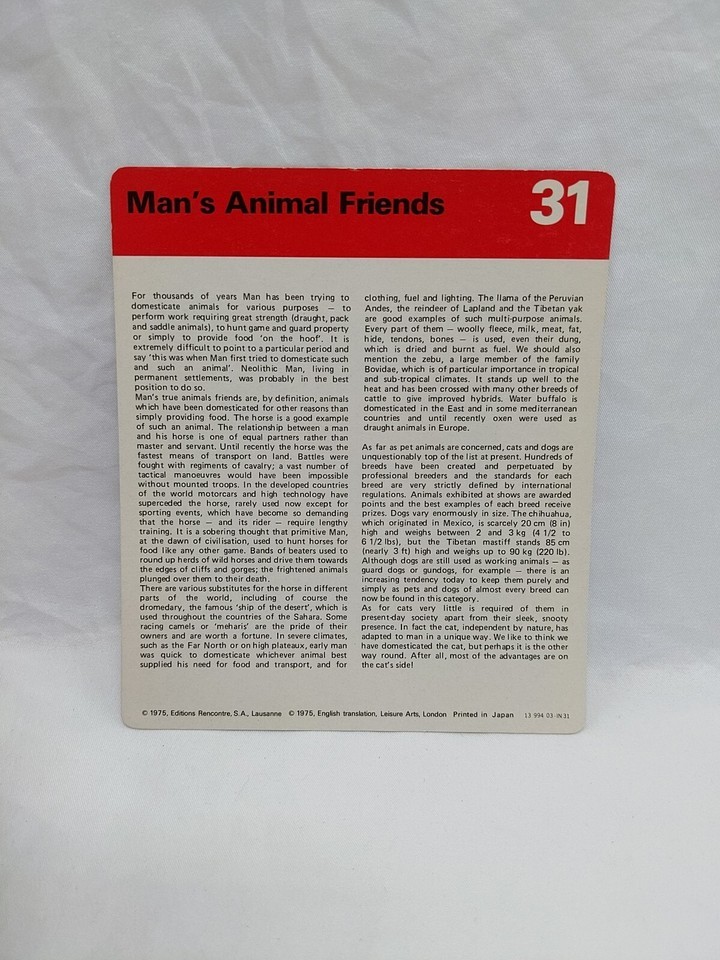 Man's Animal Friends
31
For thousands of years Man has been trying to
domesticate animals for various purposes — to
perform work requiring great strength (draught, pack
and saddle animals), to hunt game and guard property
or simply to provide food 'on the hoof'. It is
extremely difficult to point to a particular period and
say 'this was when Man first tried to domesticate such
and such an animal'. Neolithic Man, living in
permanent settlements, was probably in the best
position to do so.
Man's true animals friends are, by definition, animals
which have been domesticated for other reasons than
simply providing food. The horse is a good example
of such an animal. The relationship between a man
and his horse is one of equal partners rather than
master and servant. Until recently the horse was the
fastest means of transport on land. Battles were
fought with regiments of cavalry; a vast number of
tactical manoeuvres would have been impossible
without mounted troops. In the developed countries
of the world motorcars and high technology have
superceded the horse, rarely used now except for
sporting events, which have become so demanding
that the horse — and its rider — require lengthy
training. It is a sobering thought that primitive Man,
at the dawn of civilisation, used to hunt horses for
food like any other game. Bands of beaters used to
round up herds of wild horses and drive them towards
the edges of cliffs and gorges; the frightened animals
plunged over them to their death.
There are various substitutes for the horse in different
parts of the world, including of course the
dromedary, the famous 'ship of the desert', which is
used throughout the countries of the Sahara. Some
racing camels or 'meharis' are the pride of their
owners and are worth a fortune. In severe climates,
such as the Far North or on high plateaux, early man
was quick to domesticate whichever animal best
supplied his need for food and transport, and for
clothing, fuel and lighting. The llama of the Peruvian
Andes, the reindeer of Lapland and the Tibetan yak
are good examples of such multi-purpose animals.
Every part of them — woolly fleece, milk, meat, fat,
hide, tendons, bones — is used, even their dung,
which is dried and burnt as fuel. We should also
mention the zebu, a large member of the family
Bovidae, which is of particular importance in tropical
and sub-tropical climates. It stands up well to the
heat and has been crossed with many other breeds of
cattle to give improved hybrids. Water buffalo is
domesticated in the East and in some mediterranean
countries and until recently oxen were used as
draught animals in Europe.
As far as pet animals are concerned, cats and dogs are
unquestionably top of the list at present. Hundreds of
breeds have been created and perpetuated by
professional breeders and the standards for each
breed are very strictly defined by international
regulations. Animals exhibited at shows are awarded
points and the best examples of each breed receive
prizes. Dogs vary enormously in size. The chihuahua,
which originated in Mexico, is scarcely 20 cm (8 in)
high and weighs between 2 and 3 kg (4 1/2 to
6 1/2 lbs), but the Tibetan mastiff stands 85 cm
(nearly 3 ft) high and weighs up to 90 kg (220 lb).
Although dogs are still used as working animals — as
guard dogs or gundogs, for example — there is an
increasing tendency today to keep them purely and
simply as pets and dogs of almost every breed can
now be found in this category.
As for cats very little is required of them in
present-day society apart from their sleek, snooty
presence. In fact the cat, independent by nature, has
adapted to man in a unique way. We like to think we
have domesticated the cat, but perhaps it is the other
way round. After all, most of the advantages are on
the cat's side!
© 1975, Editions Rencontre, S.A., Lausanne © 1975, English translation, Leisure Arts, London Printed in Japan 13 994 03 IN 31